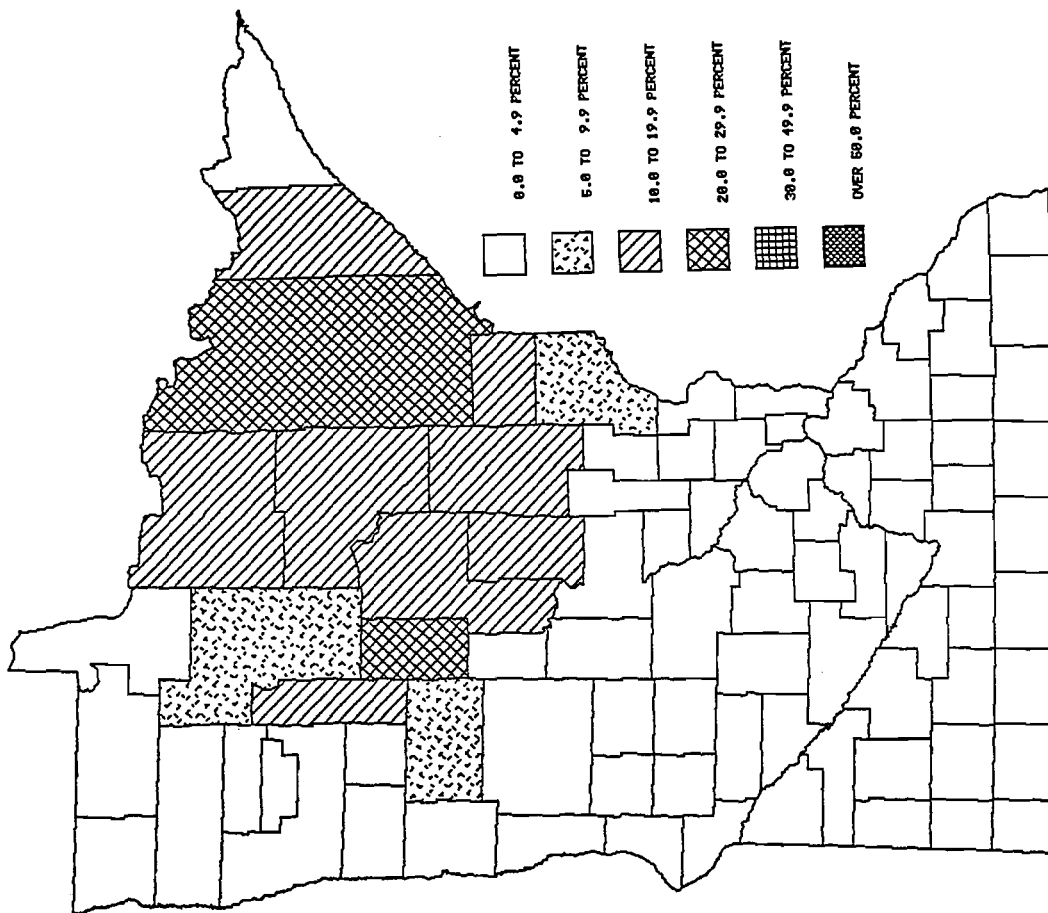 0.0 TO 4.9 PERCENT
5.0 TO 9.9 PERCENT
10.0 TO 19.9 PERCENT
20.0 TO 29.9 PERCENT
30.0 TO 49.9 PERCENT
OVER 50.0 PERCENT